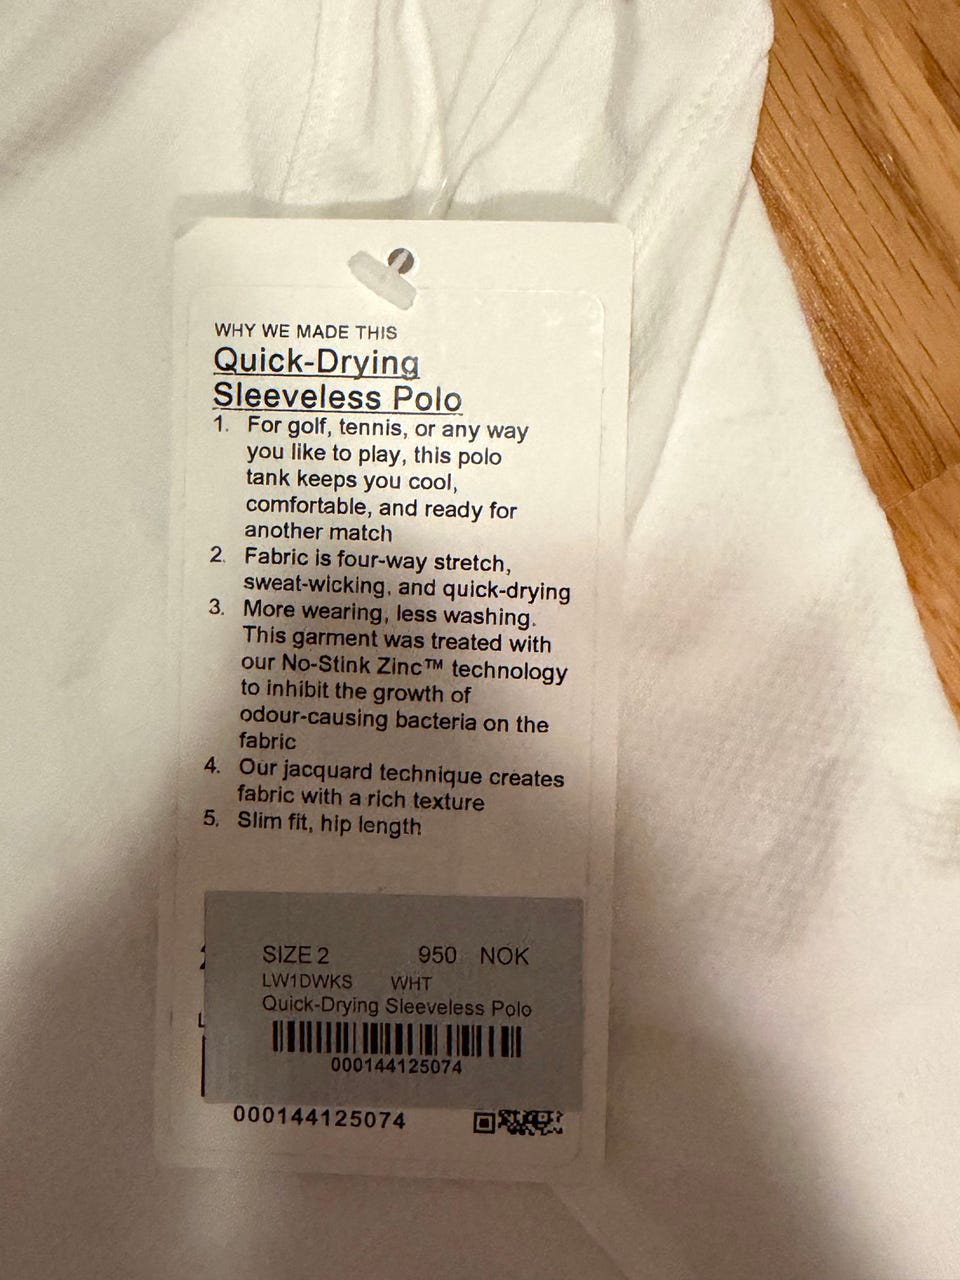 WHY WE MADE THIS
Quick-Drying
Sleeveless Polo
1. For golf, tennis, or any way
you like to play, this polo
tank keeps you cool,
comfortable, and ready for
another match
2. Fabric is four-way stretch,
sweat-wicking, and quick-drying
3. More wearing, less washing.
This garment was treated with
our No-Stink Zinc™ technology
to inhibit the growth of
odour-causing bacteria on the
fabric
4. Our jacquard technique creates
fabric with a rich texture
5. Slim fit, hip length
SIZE 2 950 NOK
LW1DWKS WHT
Quick-Drying Sleeveless Polo
000144125074
000144125074